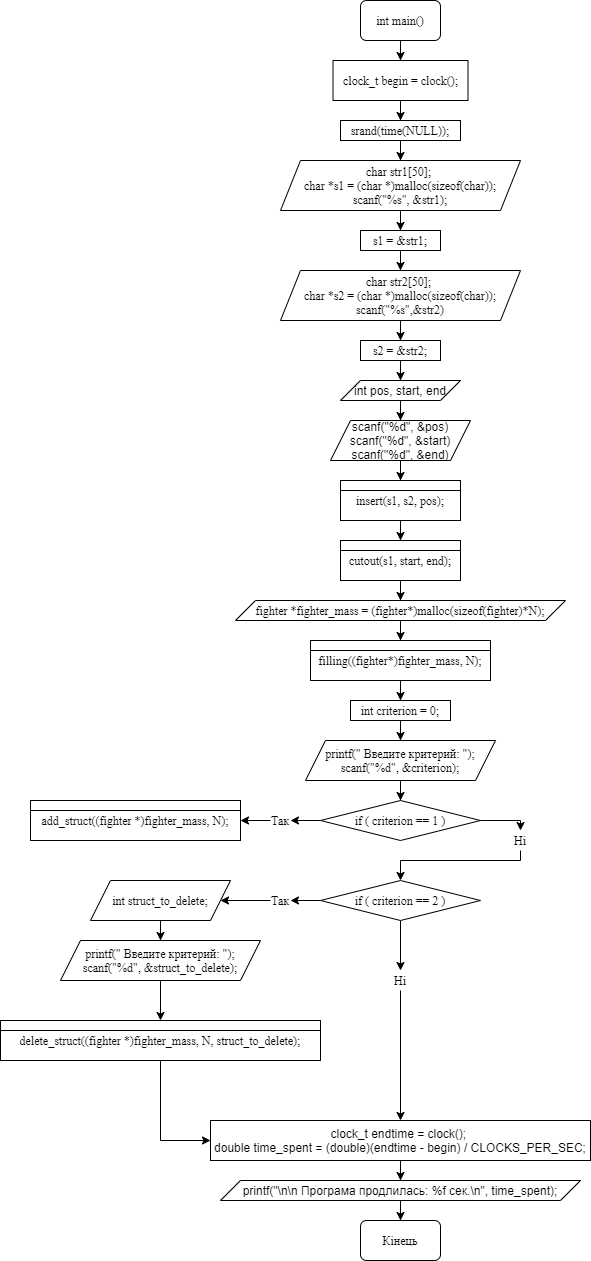 int main()
clock_t begin = clock();
srand(time(NULL));
char str1[50];
char *s1 = (char *)malloc(sizeof(char));
scanf("%s", &str1);
s1 = &str1;
char str2[50];
char *s2 = (char *)malloc(sizeof(char));
scanf("%s",&str2)
s2 = &str2;
int pos, start, end
scanf("%d", &pos)
scanf("%d", &start)
scanf("%d", &end)
insert(s1, s2, pos);
cutout(s1, start, end);
fighter *fighter_mass = (fighter*)malloc(sizeof(fighter)*N);
filling((fighter*)fighter_mass, N);
int criterion = 0;
printf(" Введите критерий: ");
scanf("%d", &criterion);
if ( criterion == 1 )
Так
add_struct((fighter *)fighter_mass, N);
Ні
if ( criterion == 2 )
Так
int struct_to_delete;
printf(" Введите критерий: ");
scanf("%d", &struct_to_delete);
Ні
delete_struct((fighter *)fighter_mass, N, struct_to_delete);
clock_t endtime = clock();
double time_spent = (double)(endtime - begin) / CLOCKS_PER_SEC;
printf("\n\n Програма продлилась: %f сек.\n", time_spent);
Кінець